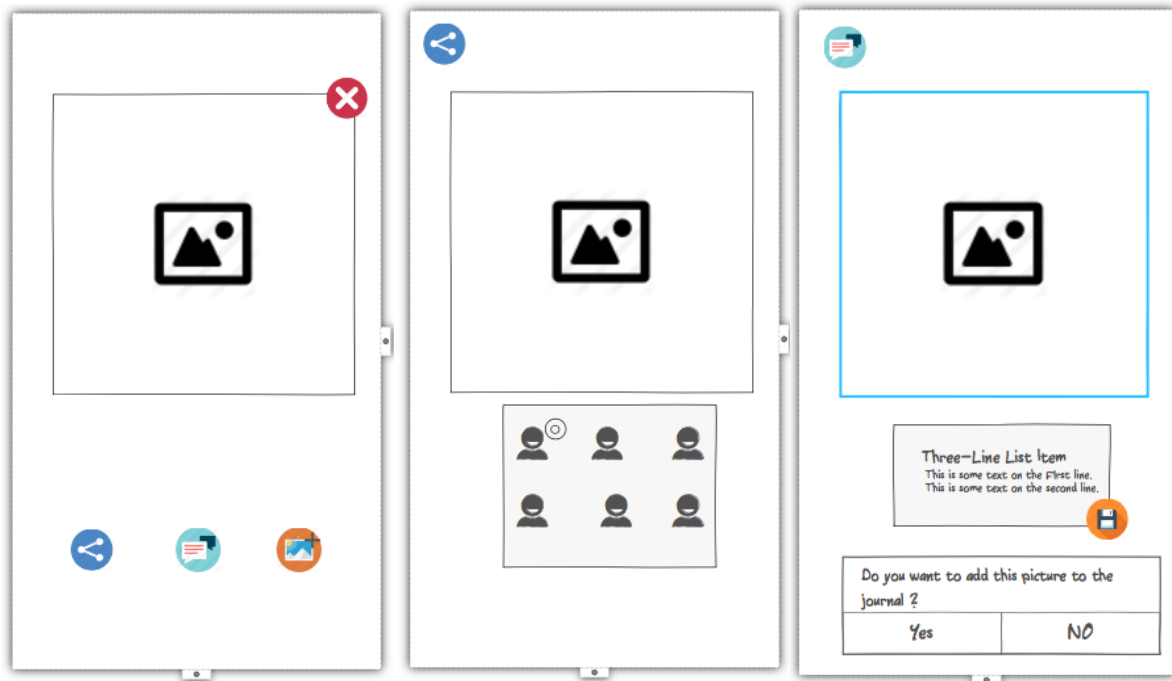 Three-Line List Item
This is some text on the First line.
This is some text on the second line.
Do you want to add this picture to the
journal ?
Yes
NO